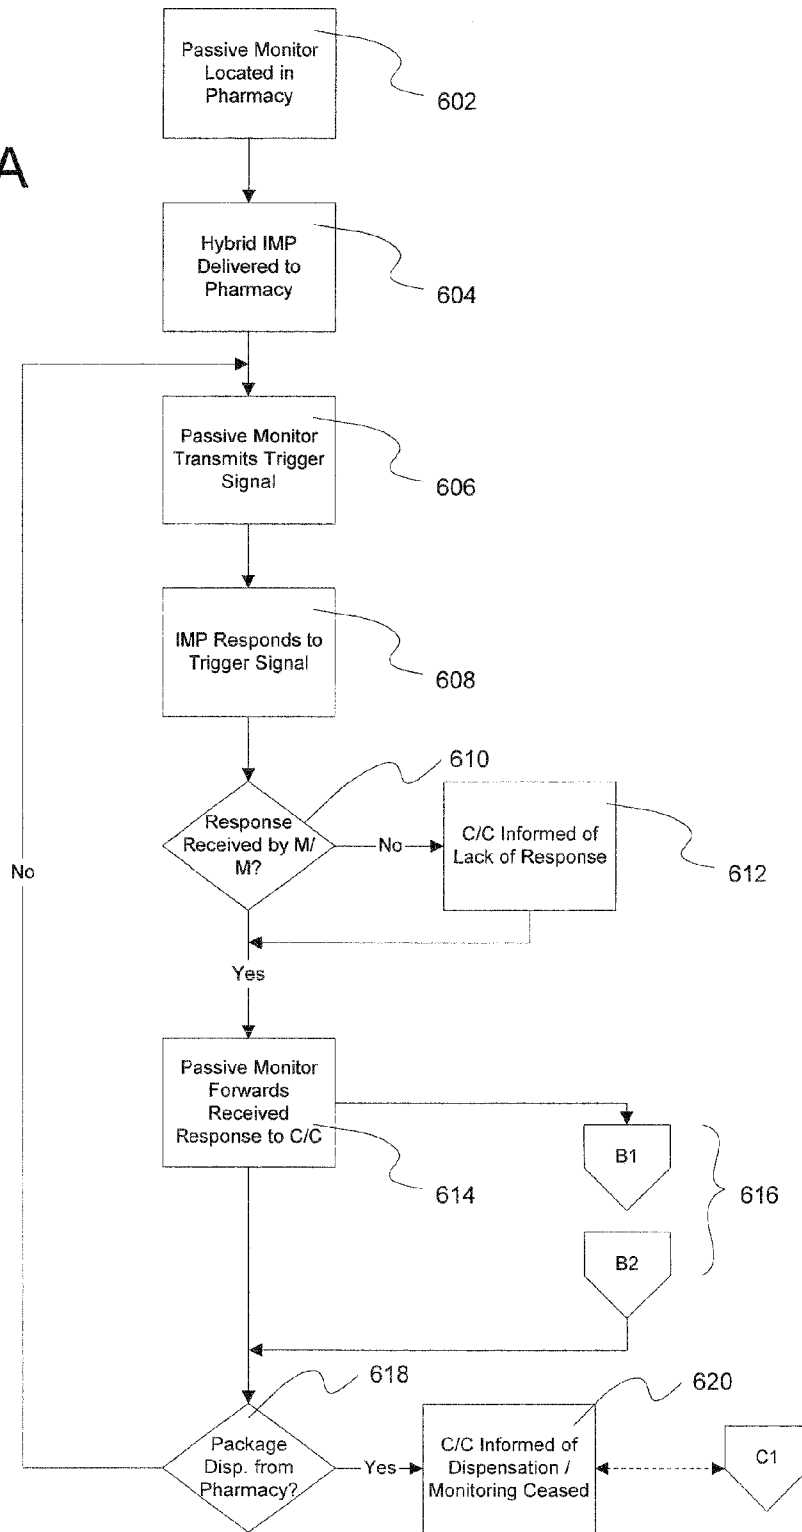 Passive Monitor
Located in
Pharmacy
602
A
Hybrid IMP
Delivered to
Pharmacy
604
Passive Monitor
Transmits Trigger
Signal
606
IMP Responds to
Trigger Signal
608
610
Response
Received by M/
M?
No
C/C Informed of
Lack of Response
612
No
Yes
Passive Monitor
Forwards
Received
Response to C/C
614
B1
616
B2
618
620
Package
Disp. from
Pharmacy?
Yes
C/C Informed of
Dispensation /
Monitoring Ceased
C1